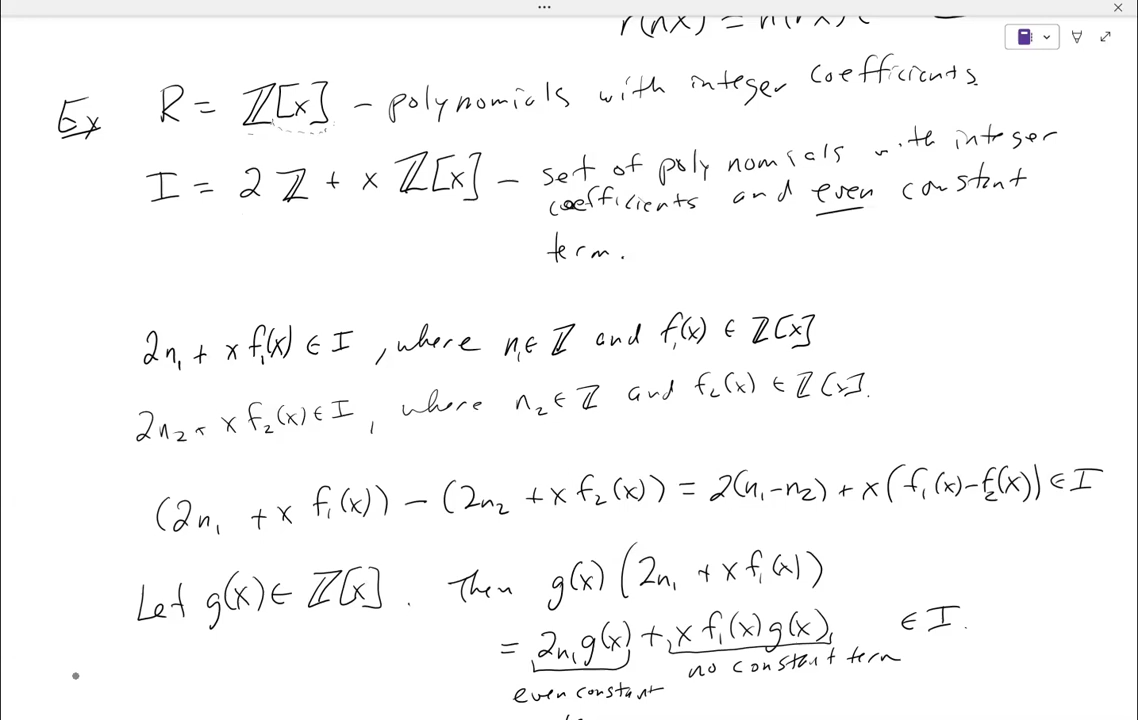 r(nx) = n(rx)(
Ex R = ℤ[x] – polynomials with integer coefficients
I = 2ℤ + xℤ[x] – set of polynomials with integer
coefficients and even constant
term.
2n₁ + x f₁(x) ∈ I, where n₁ ∈ ℤ and f₁(x) ∈ ℤ[x]
2n₂ + x f₂(x) ∈ I, where n₂ ∈ ℤ and f₂(x) ∈ ℤ[x].
(2n₁ + x f₁(x)) – (2n₂ + x f₂(x)) = 2(n₁-n₂) + x(f₁(x)-f₂(x)) ∈ I
Let g(x) ∈ ℤ[x]. Then g(x)(2n₁ + x f₁(x))
= 2n₁g(x) + x f₁(x)g(x) ∈ I.
no constant term
even constant